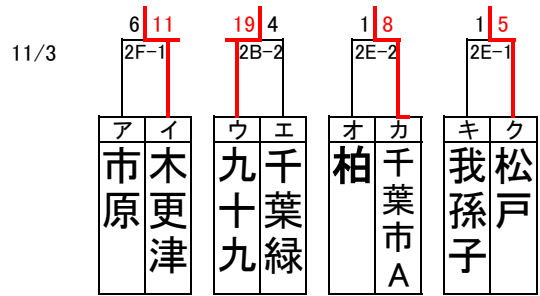 6 11 19 4 1 8 1 5
11/3 2F-1 2B-2 2E-2 2E-1
ア イ ウ エ オ カ キ ク
市原
木更津
九十九
千葉緑
柏
千葉市A
我孫子
松戸